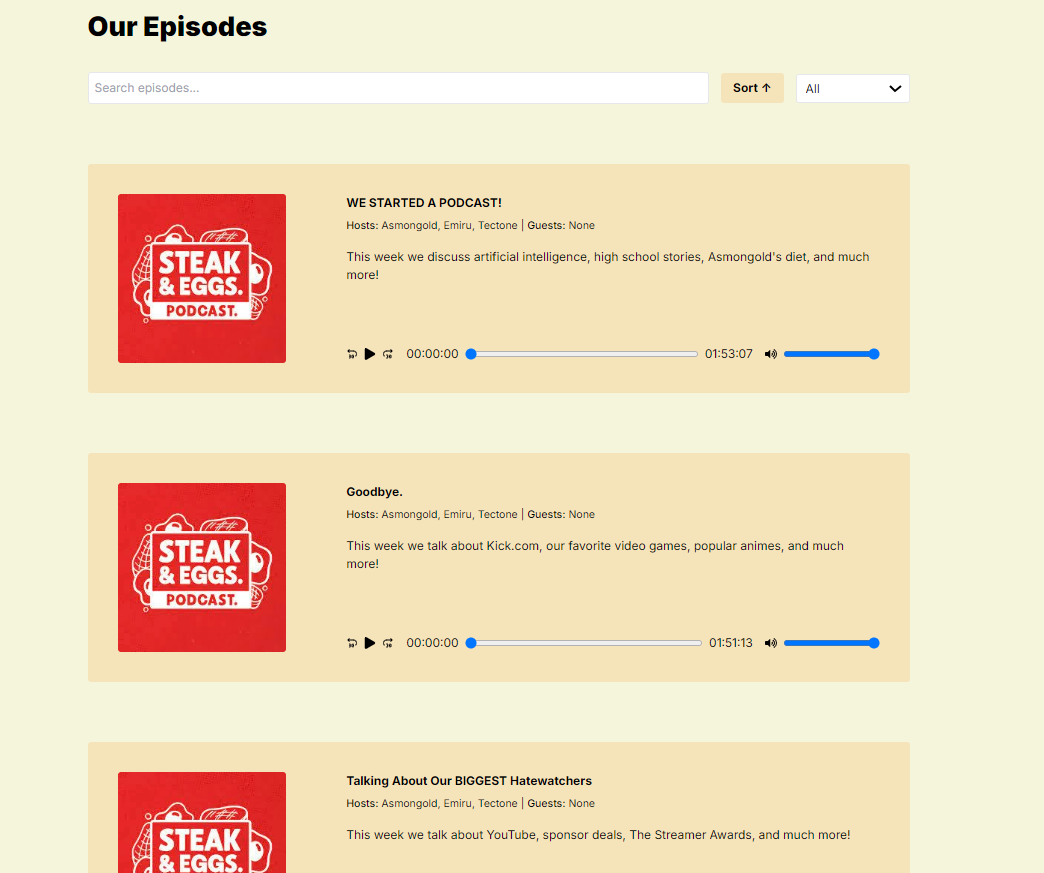 Our Episodes
Search episodes...
Sort ↑
All
STEAK
& EGGS.
PODCAST.
WE STARTED A PODCAST!
Hosts: Asmongold, Emiru, Tectone | Guests: None
This week we discuss artificial intelligence, high school stories, Asmongold's diet, and much
more!
00:00:00
01:53:07
STEAK
& EGGS.
PODCAST.
Goodbye.
Hosts: Asmongold, Emiru, Tectone | Guests: None
This week we talk about Kick.com, our favorite video games, popular animes, and much
more!
00:00:00
01:51:13
STEAK
& EGGS.
Talking About Our BIGGEST Hatewatchers
Hosts: Asmongold, Emiru, Tectone | Guests: None
This week we talk about YouTube, sponsor deals, The Streamer Awards, and much more!